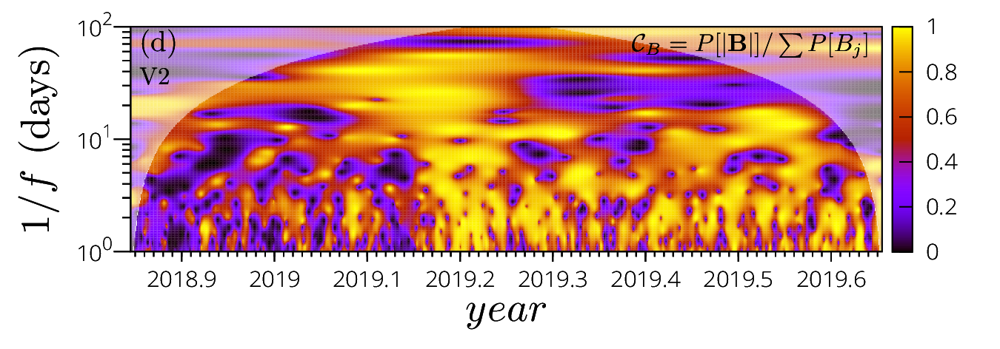 (d)
V2
𝒞_B = P[|𝐁|]/ ∑ P[B_j]
1/f (days)
10^2
10^1
10^0
2018.9 2019 2019.1 2019.2 2019.3 2019.4 2019.5 2019.6
year
1
0.8
0.6
0.4
0.2
0